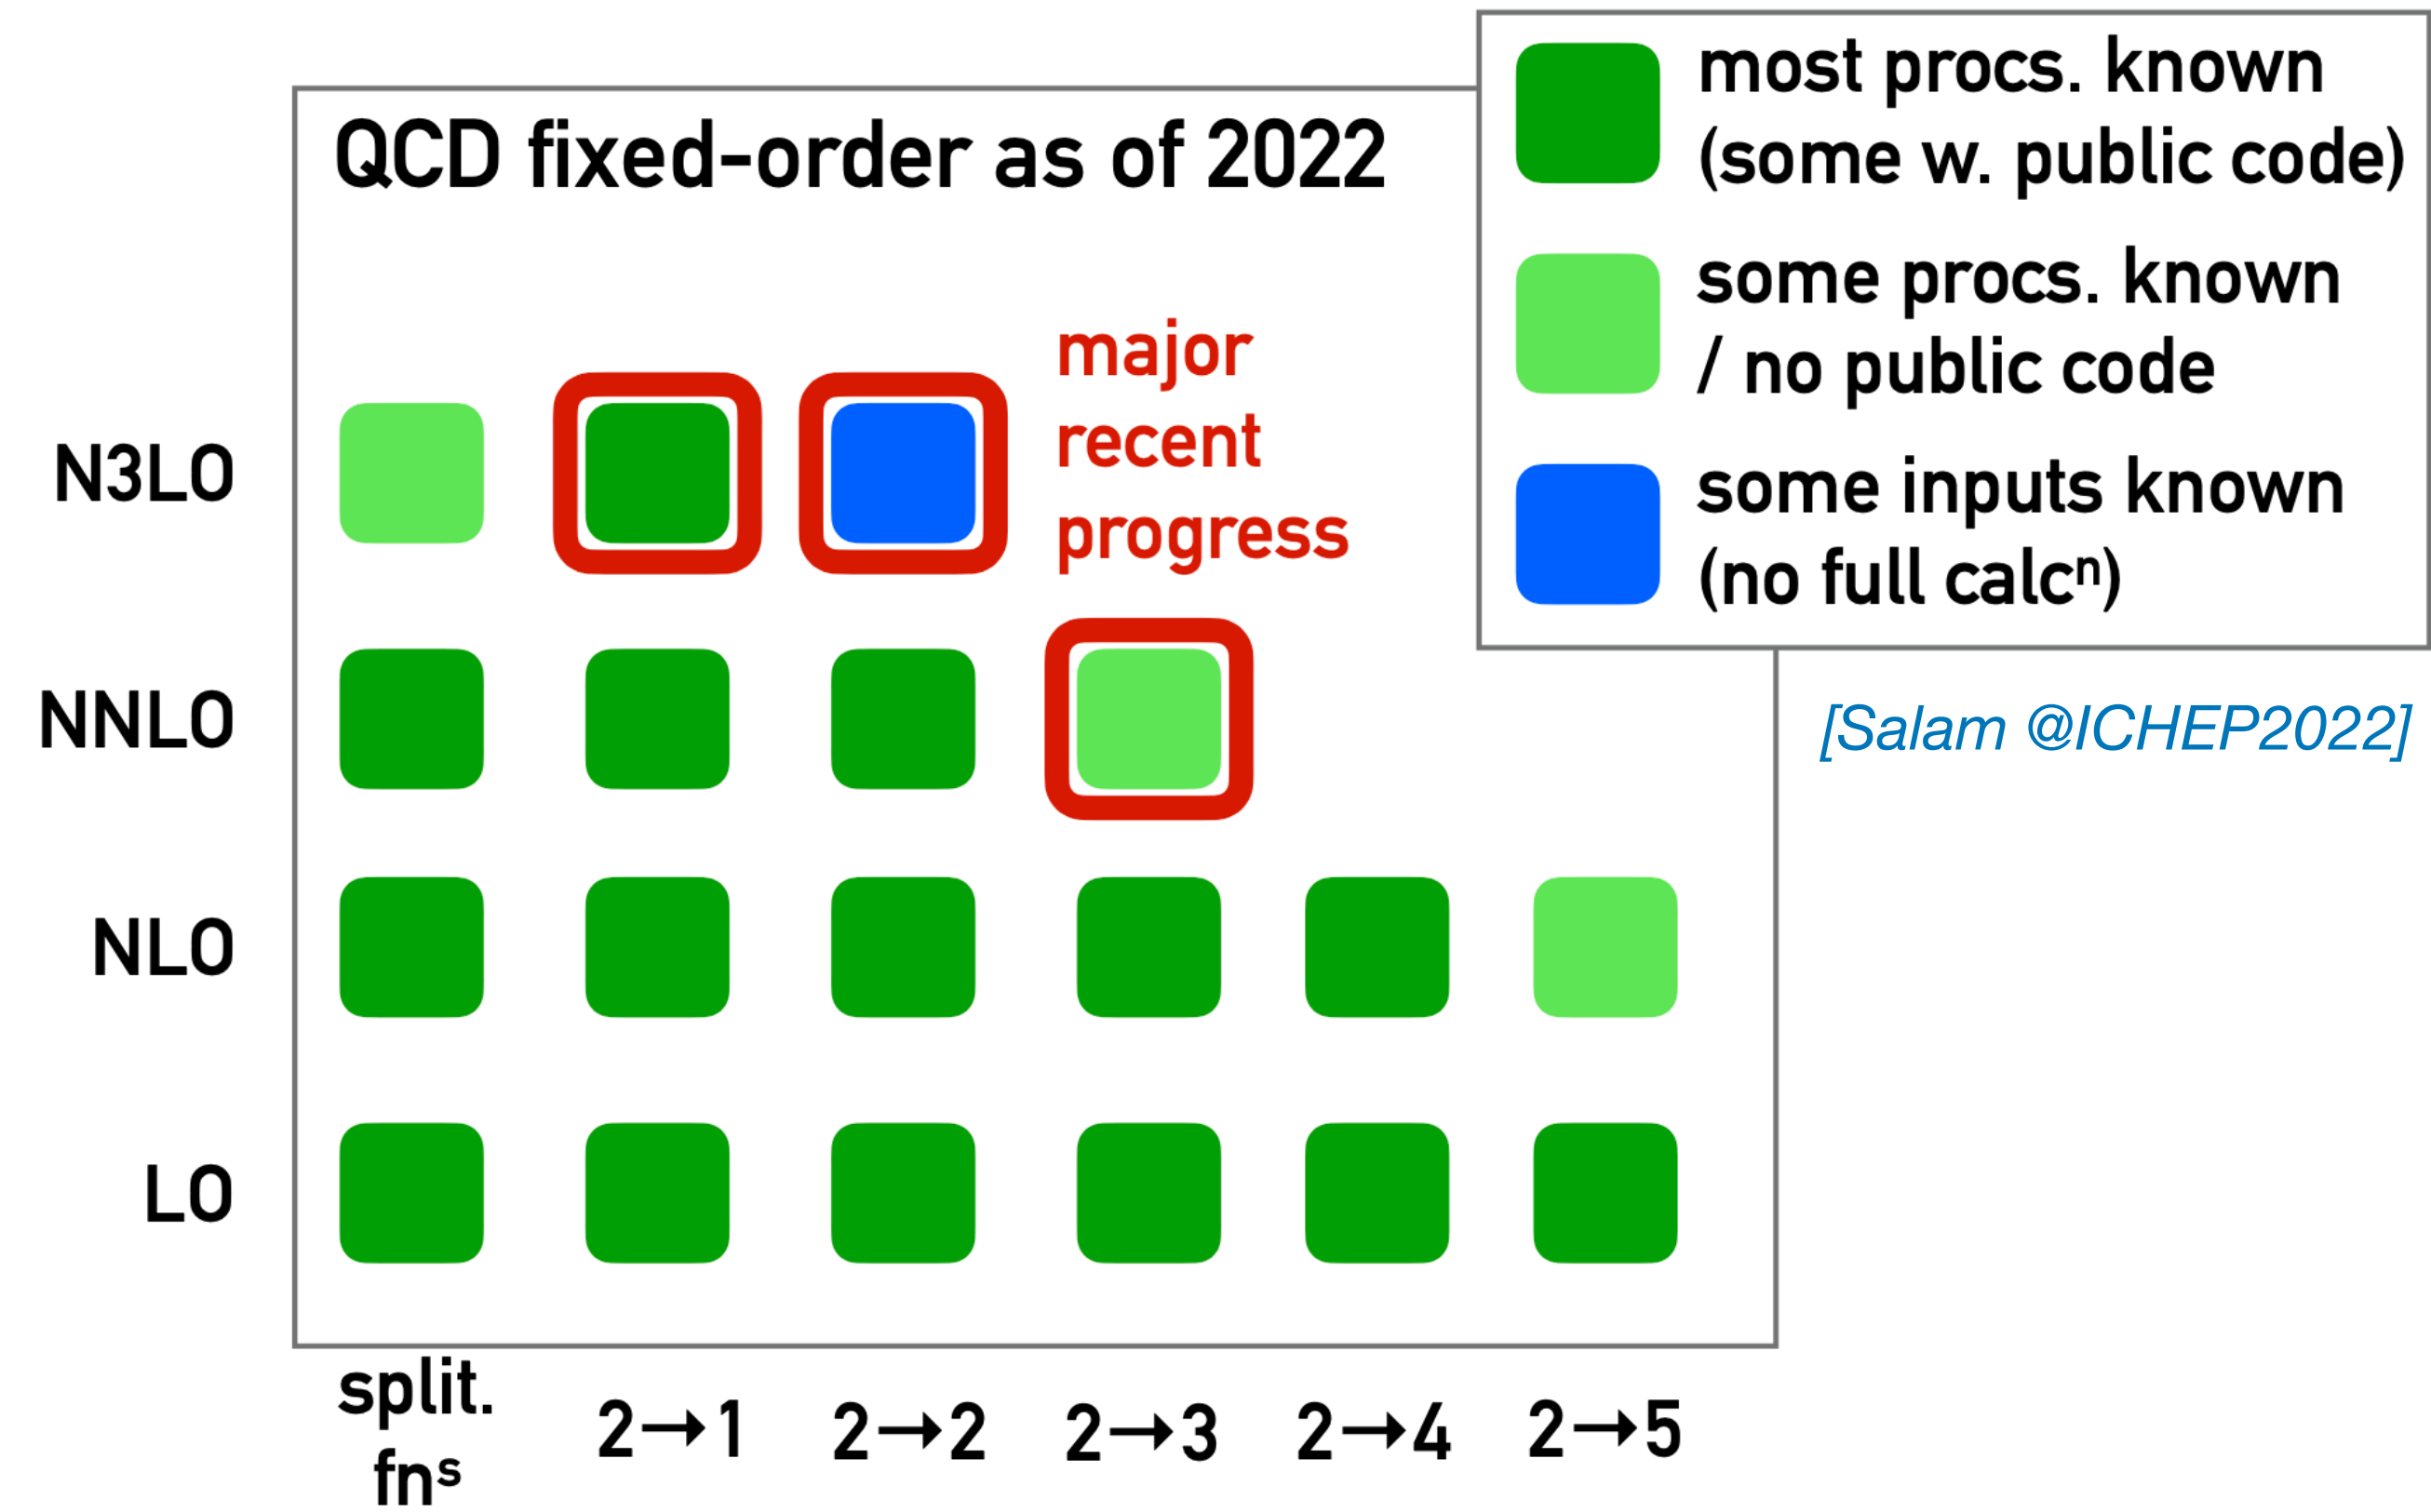 QCD fixed-order as of 2022
most procs. known
(some w. public code)
some procs. known
/ no public code
some inputs known
(no full calcⁿ)
major
recent
progress
N3LO
NNLO
[Salam @ICHEP2022]
NLO
LO
split.
fnˢ
2→1
2→2
2→3
2→4
2→5